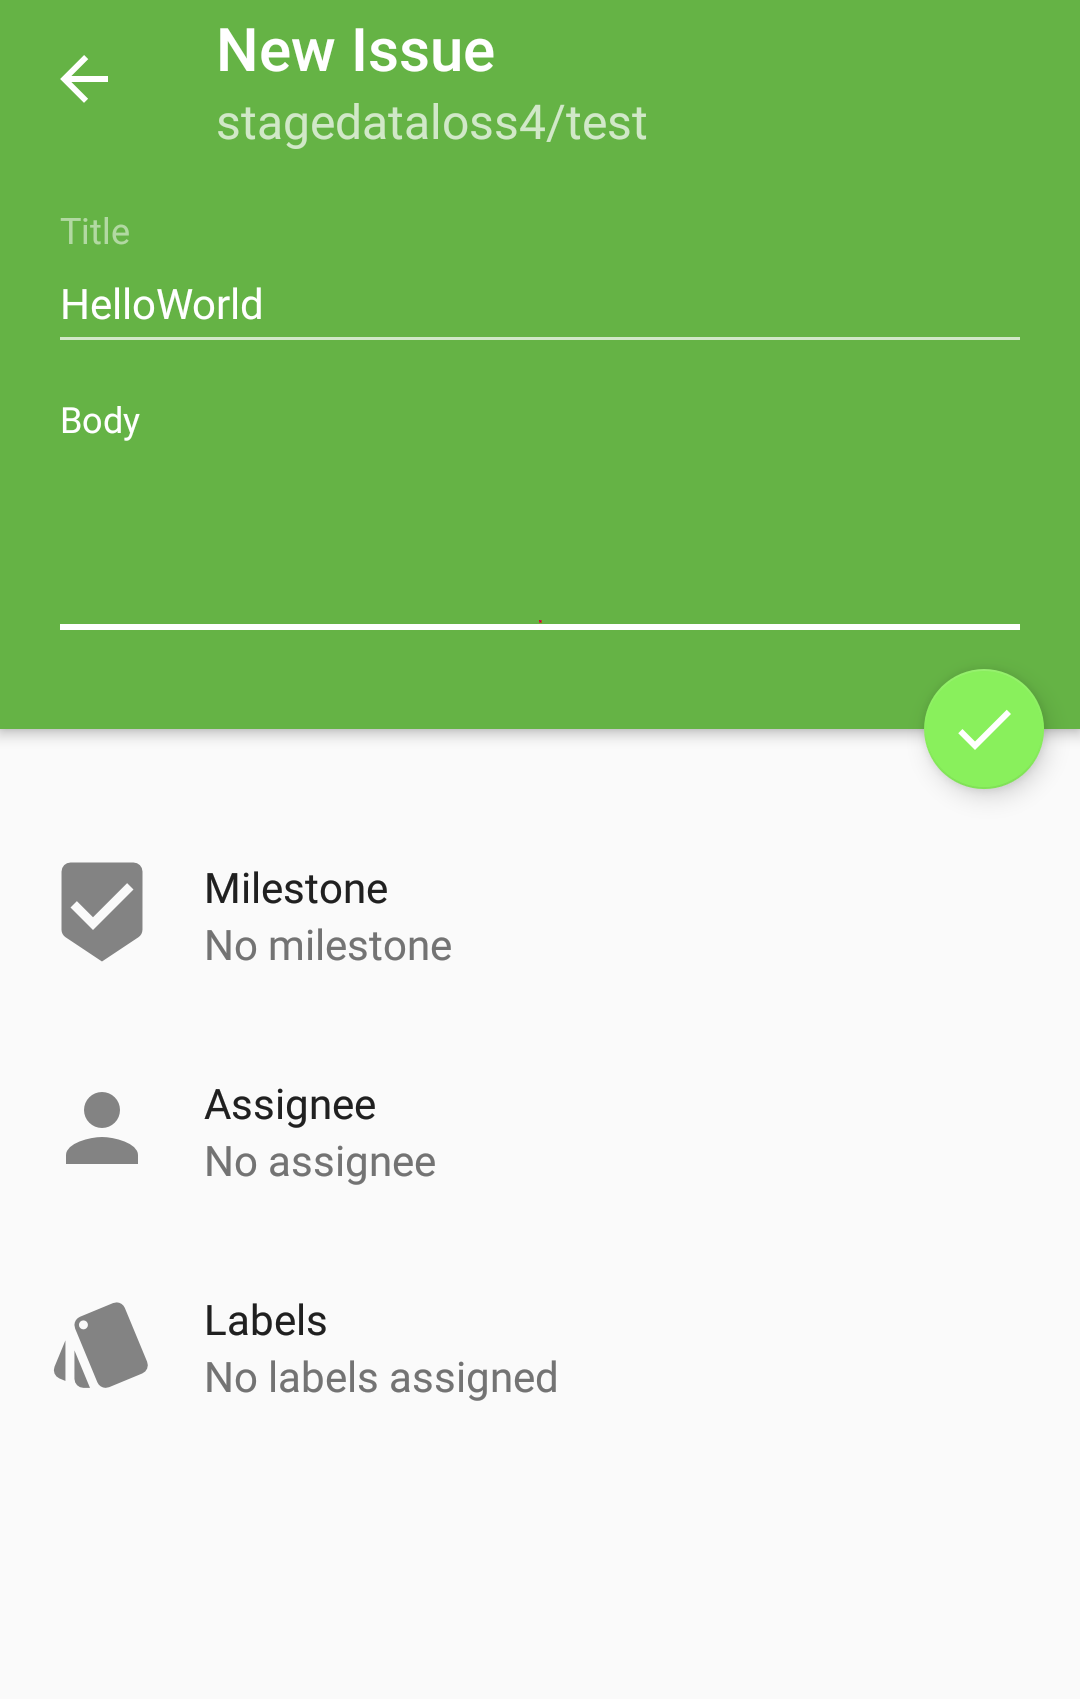 New Issue
stagedataloss4/test
Title
HelloWorld
Body
Milestone
No milestone
Assignee
No assignee
Labels
No labels assigned